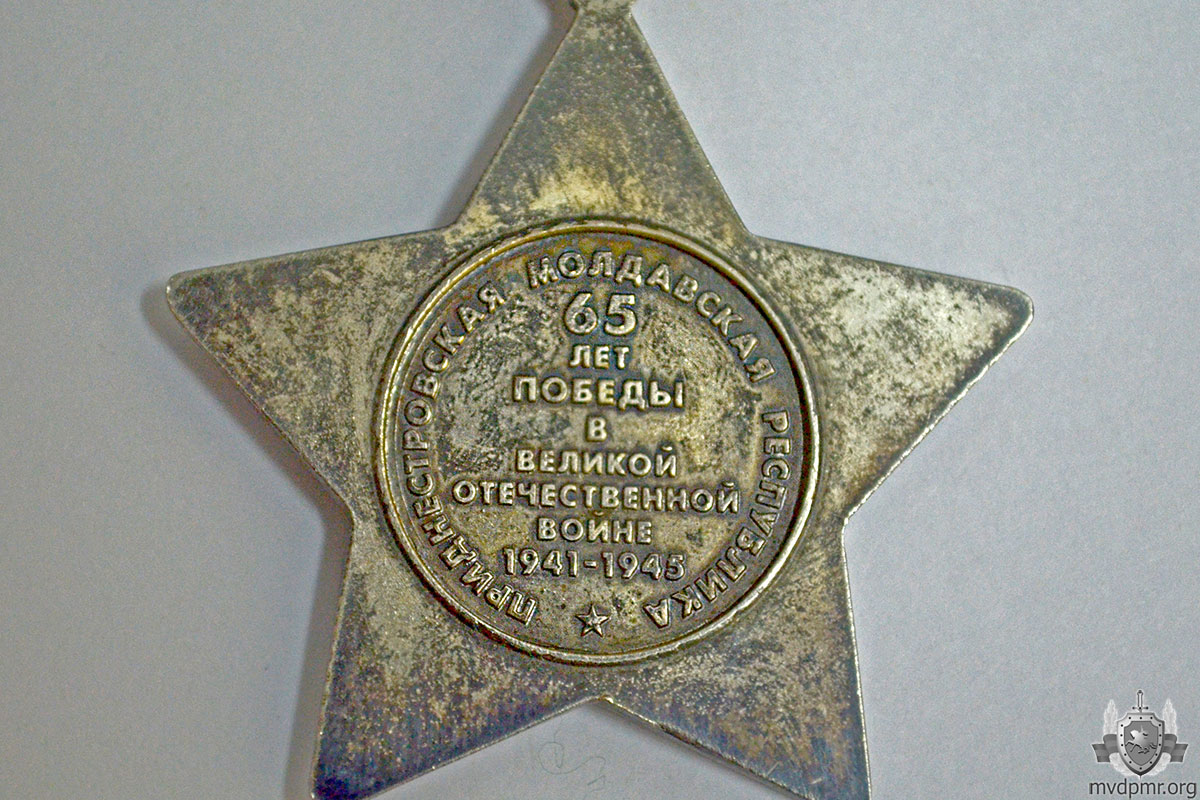 ПРИДНЕСТРОВСКАЯ МОЛДАВСКАЯ РЕСПУБЛИКА
65
ЛЕТ
ПОБЕДЫ
В
ВЕЛИКОЙ
ОТЕЧЕСТВЕННОЙ
ВОЙНЕ
1941-1945
mvdpmr.org